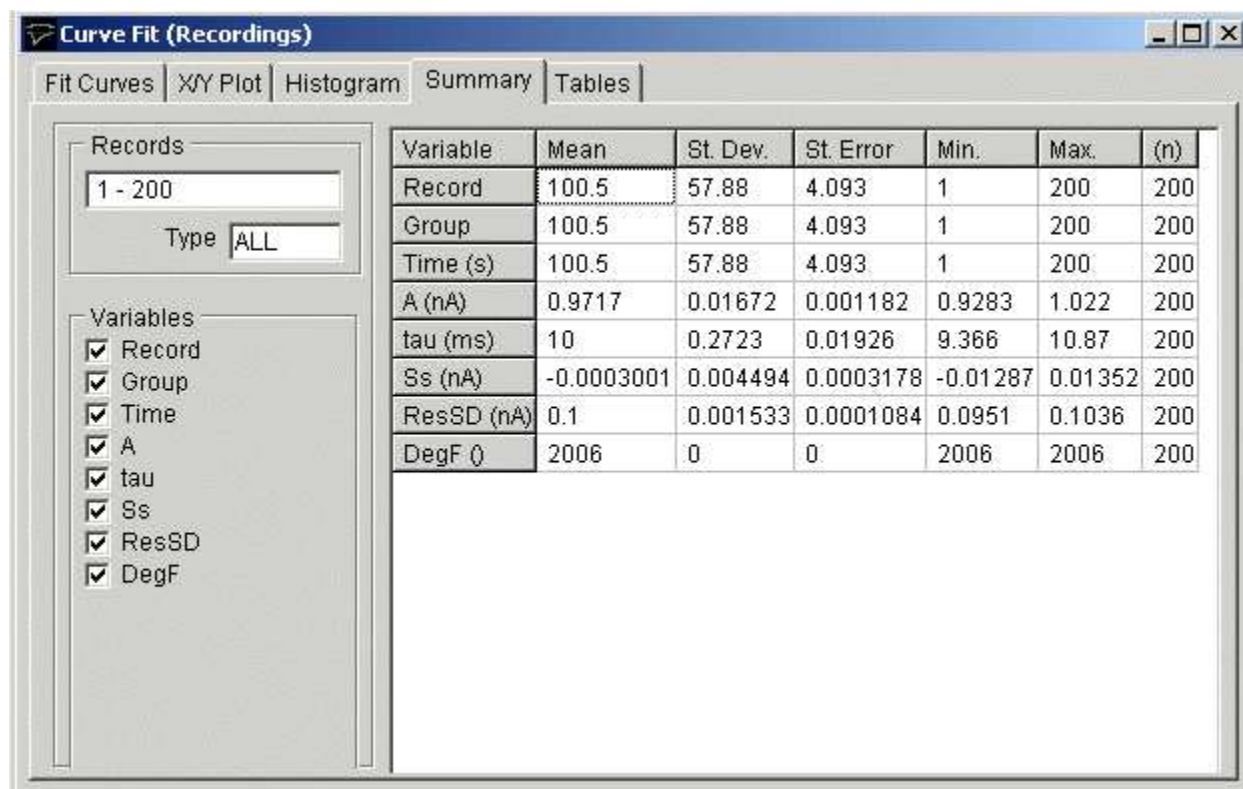 Curve Fit (Recordings)
Fit Curves X/Y Plot Histogram Summary Tables
Records
1 - 200
Type ALL
Variables
Record
Group
Time
A
tau
Ss
ResSD
DegF
Variable Mean St. Dev. St. Error Min. Max. (n)
Record 100.5 57.88 4.093 1 200 200
Group 100.5 57.88 4.093 1 200 200
Time (s) 100.5 57.88 4.093 1 200 200
A (nA) 0.9717 0.01672 0.001182 0.9283 1.022 200
tau (ms) 10 0.2723 0.01926 9.366 10.87 200
Ss (nA) -0.0003001 0.004494 0.0003178 -0.01287 0.01352 200
ResSD (nA) 0.1 0.001533 0.0001084 0.0951 0.1036 200
DegF () 2006 0 0 2006 2006 200